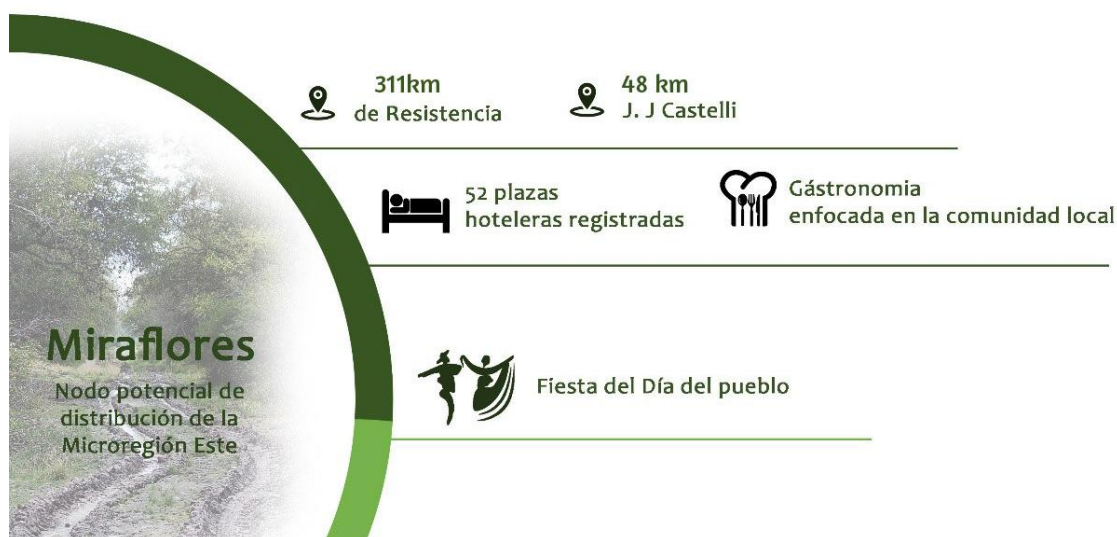 311km
de Resistencia
48 km
J. J Castelli
52 plazas
hoteleras registradas
Gástronomia
enfocada en la comunidad local
Miraflores
Nodo potencial de
distribución de la
Microregión Este
Fiesta del Día del pueblo